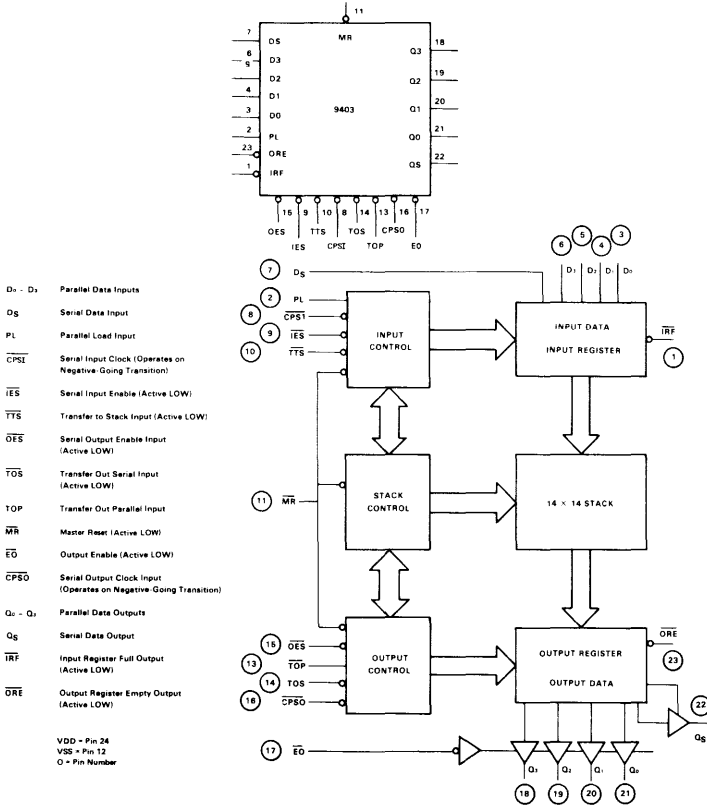 11
MR
7
DS
6
D3
9
D2
4
D1
3
D0
2
PL
23
ORE
1
IRF
9403
Q3
18
Q2
19
Q1
20
Q0
21
QS
22
15
9
10
8
14
13
16
17
OES
TTS
TOS
CPSO
IES
CPSI
TOP
EO
D0 - D3 Parallel Data Inputs
DS Serial Data Input
PL Parallel Load Input
CPSI Serial Input Clock (Operates on
Negative-Going Transition)
IES Serial Input Enable (Active LOW)
TTS Transfer to Stack Input (Active LOW)
OES Serial Output Enable Input
(Active LOW)
TOS Transfer Out Serial Input
(Active LOW)
TOP Transfer Out Parallel Input
MR Master Reset (Active LOW)
EO Output Enable (Active LOW)
CPSO Serial Output Clock Input
(Operates on Negative-Going Transition)
Q0 - Q3 Parallel Data Outputs
QS Serial Data Output
IRF Input Register Full Output
(Active LOW)
ORE Output Register Empty Output
(Active LOW)
VDD = Pin 24
VSS = Pin 12
O = Pin Number
7 DS
6 5 4 3
D3 D2 D1 D0
2 PL
8 CPS1
9 IES
10 TTS
INPUT
CONTROL
INPUT DATA
INPUT REGISTER
IRF
1
11 MR
STACK
CONTROL
14 × 14 STACK
15 OES
13 TOP
14 TOS
16 CPSO
OUTPUT
CONTROL
OUTPUT REGISTER
OUTPUT DATA
ORE
23
22
QS
17 EO
Q3 Q2 Q1 Q0
18 19 20 21